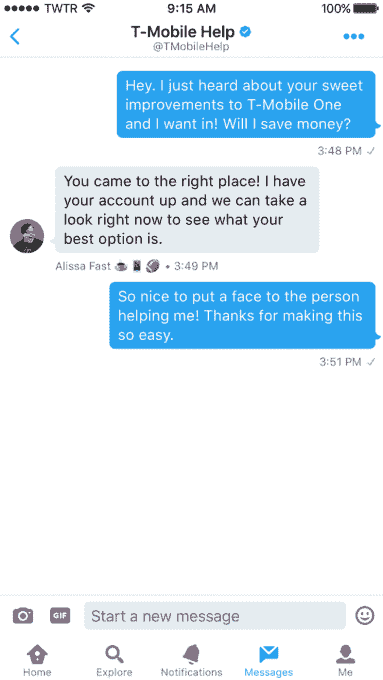 TWTR 9:15 AM 100%
T-Mobile Help
@TMobileHelp
Hey. I just heard about your sweet
improvements to T-Mobile One
and I want in! Will I save money?
3:48 PM ✓
You came to the right place! I have
your account up and we can take a
look right now to see what your
best option is.
Alissa Fast ☕📱🏈 • 3:49 PM
So nice to put a face to the person
helping me! Thanks for making this
so easy.
3:51 PM ✓
GIF Start a new message
Home Explore Notifications Messages Me